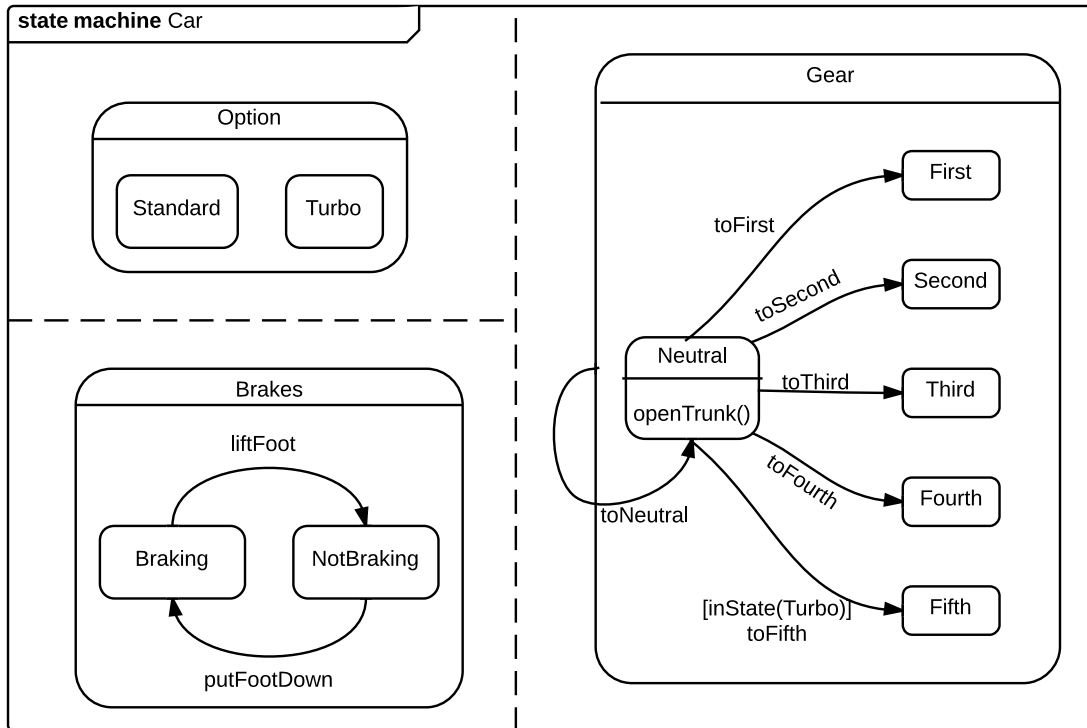 state machine Car
Option
Standard
Turbo
Brakes
liftFoot
Braking
NotBraking
putFootDown
Gear
First
toFirst
Second
toSecond
Neutral
openTrunk()
toThird
Third
toFourth
Fourth
toNeutral
[inState(Turbo)]
toFifth
Fifth